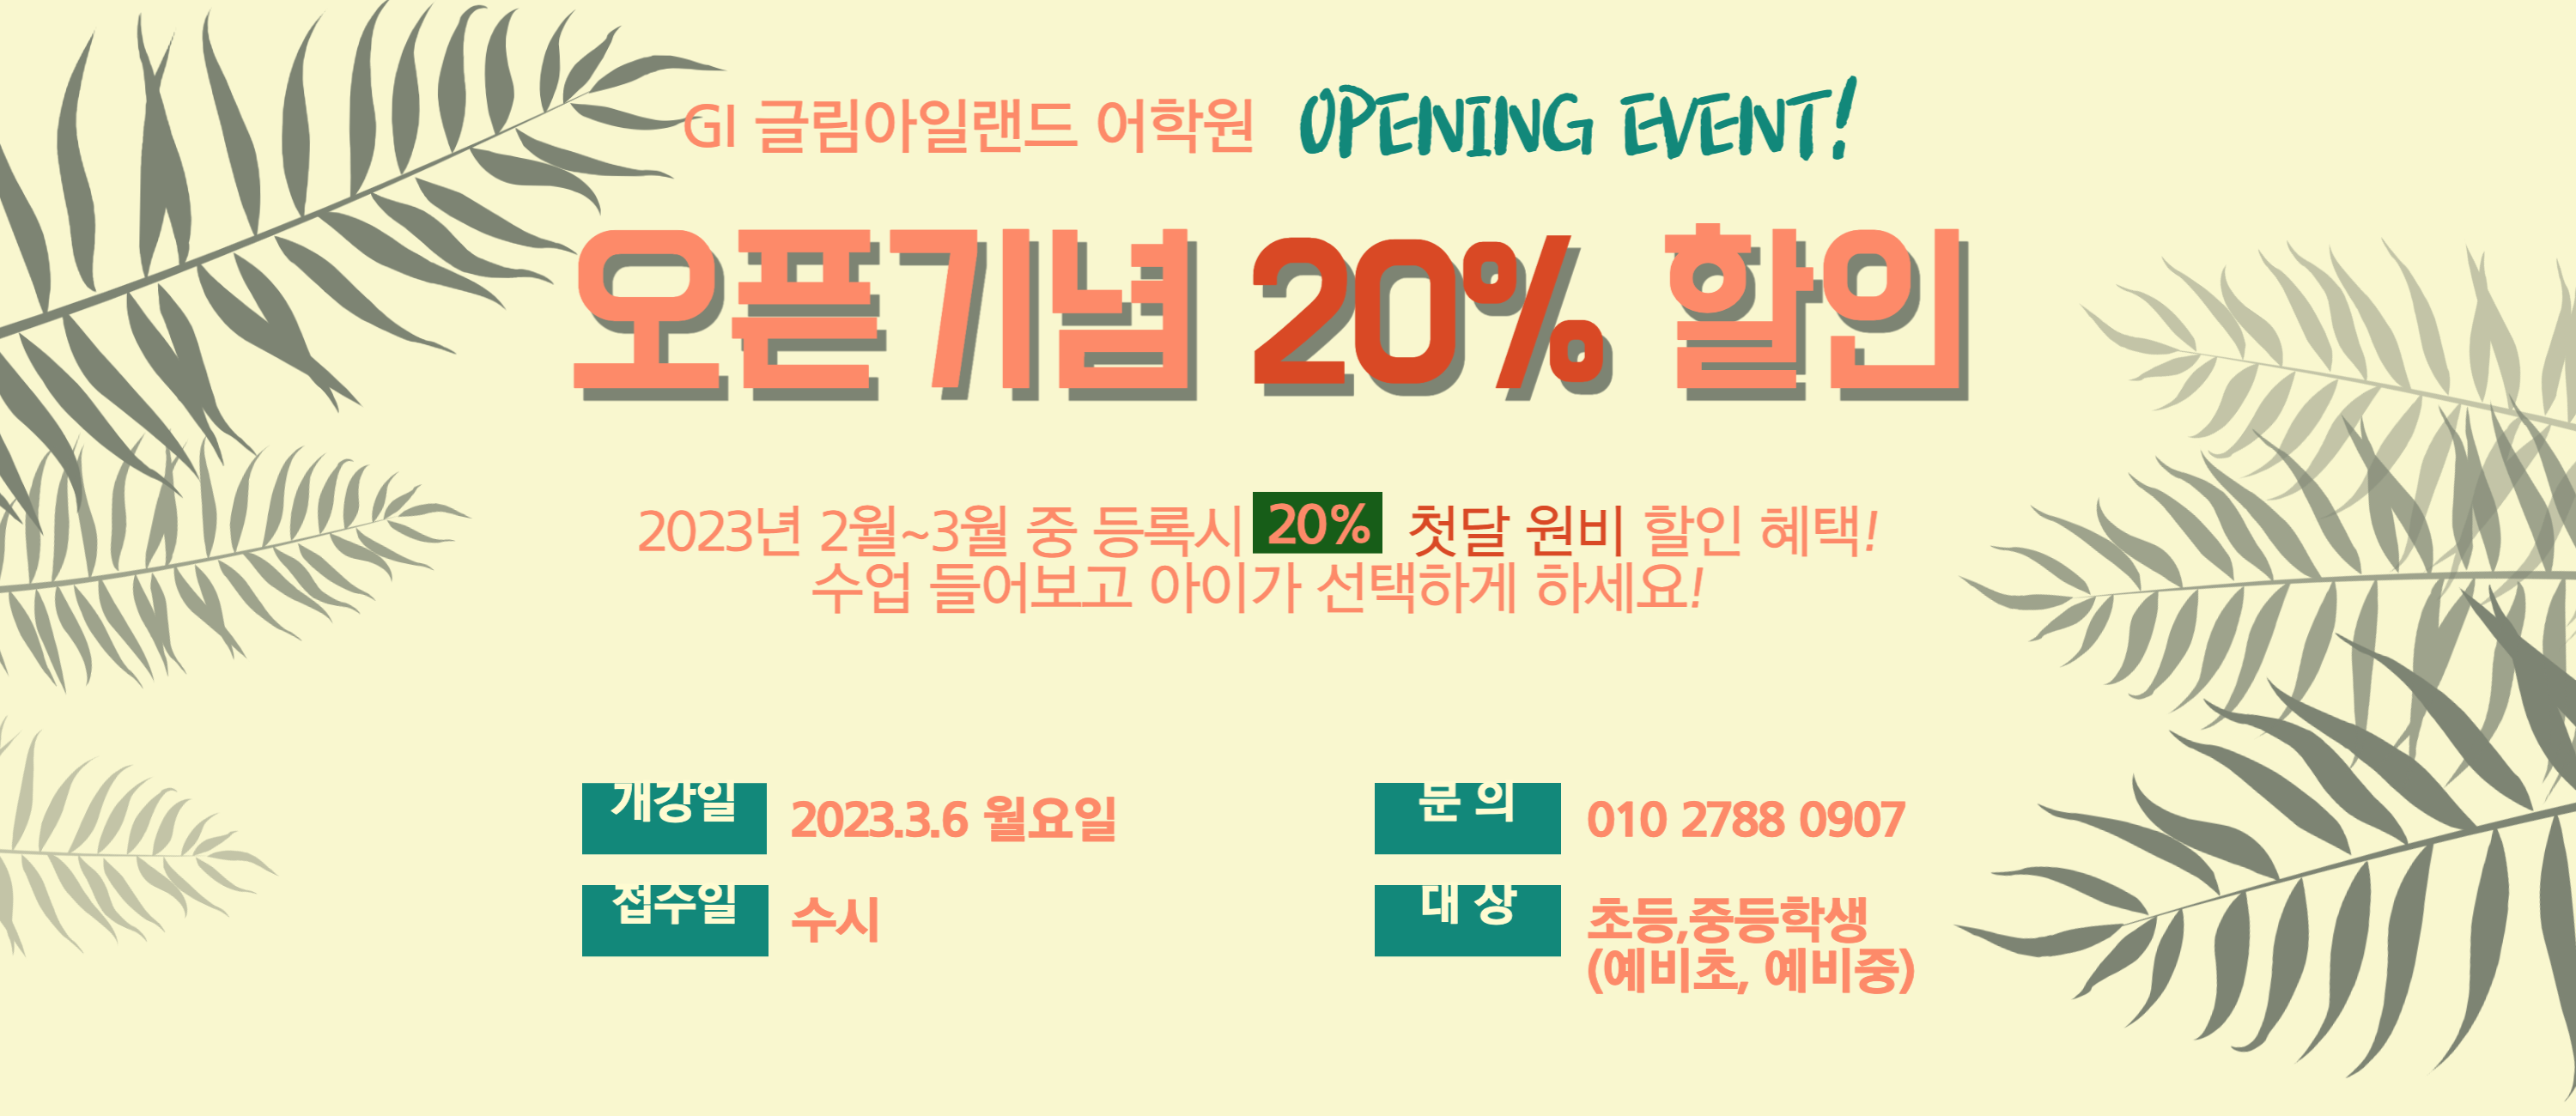 GI 글림아일랜드 어학원 OPENING EVENT!
오픈기념 20% 할인
2023년 2월~3월 중 등록시 20% 첫달 원비 할인 혜택!
수업 들어보고 아이가 선택하게 하세요!
개강일 2023.3.6 월요일
문 의 010 2788 0907
접수일 수시
대 상 초등,중등학생
(예비초, 예비중)